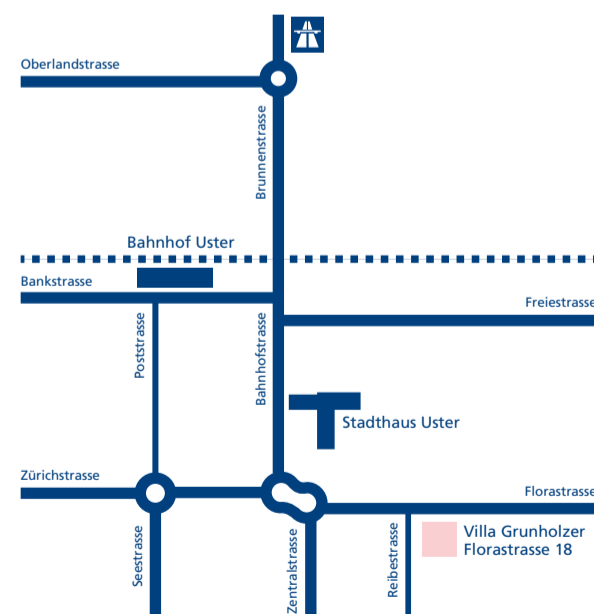 Oberlandstrasse
Brunnenstrasse
Bahnhof Uster
Bankstrasse
Freiestrasse
Poststrasse
Bahnhofstrasse
Stadthaus Uster
Zürichstrasse
Florastrasse
Seestrasse
Zentralstrasse
Reibestrasse
Villa Grunholzer
Florastrasse 18